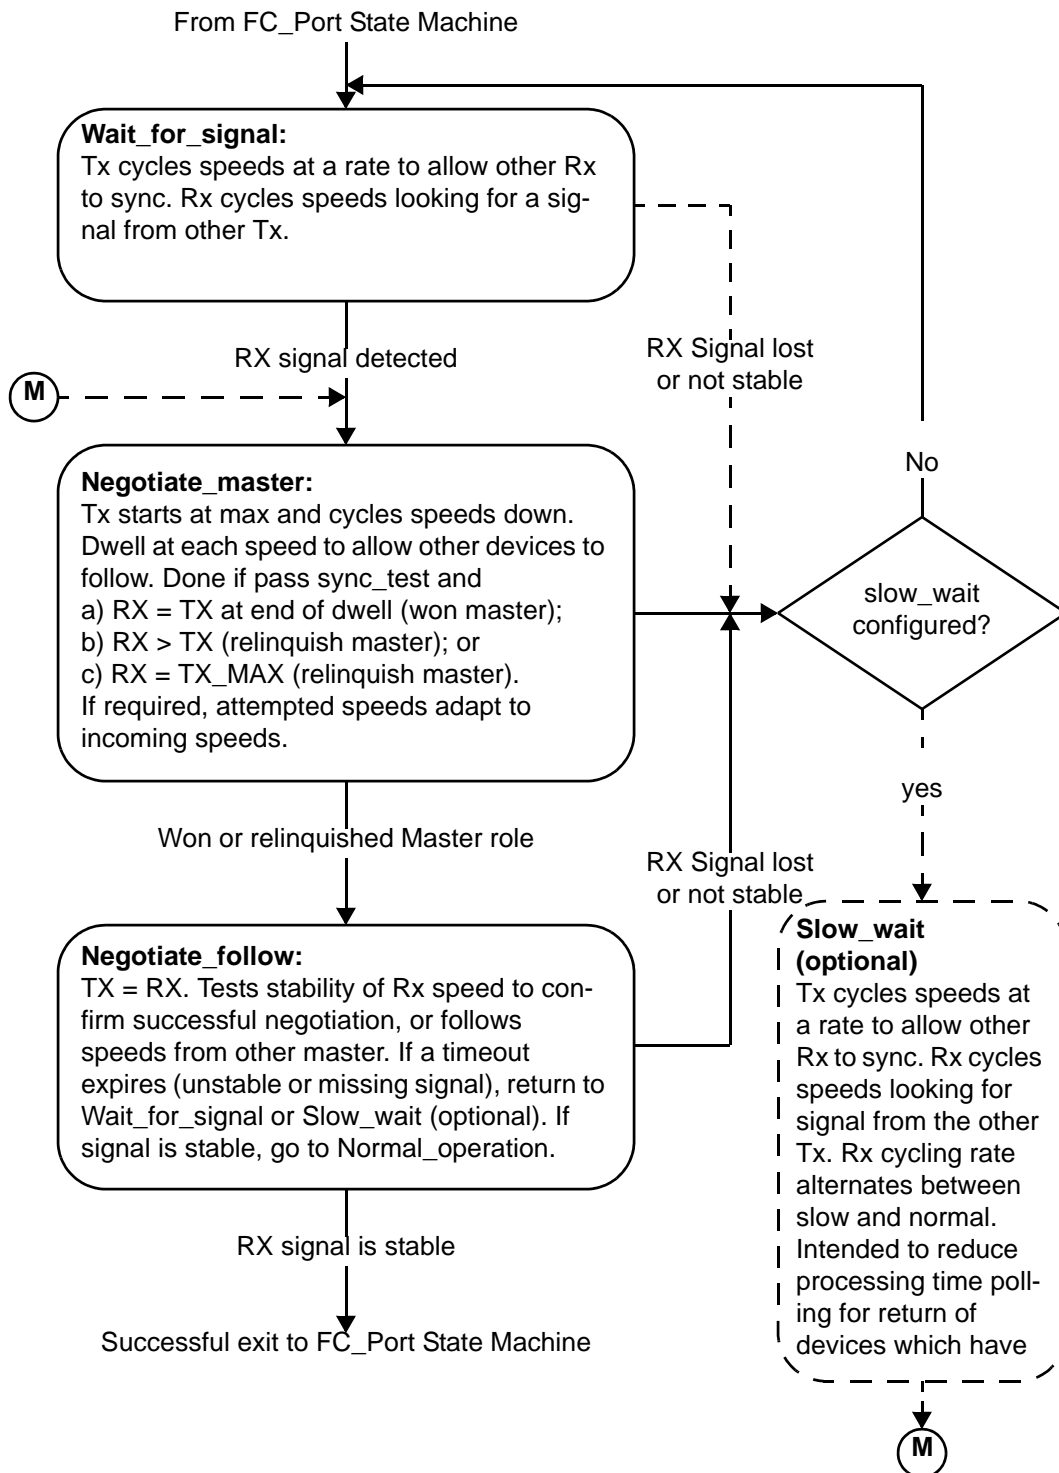 From FC_Port State Machine
Wait_for_signal:
Tx cycles speeds at a rate to allow other Rx
to sync. Rx cycles speeds looking for a sig-
nal from other Tx.
RX signal detected
RX Signal lost
or not stable
M
No
Negotiate_master:
Tx starts at max and cycles speeds down.
Dwell at each speed to allow other devices to
follow. Done if pass sync_test and
a) RX = TX at end of dwell (won master);
b) RX > TX (relinquish master); or
c) RX = TX_MAX (relinquish master).
If required, attempted speeds adapt to
incoming speeds.
slow_wait
configured?
yes
Won or relinquished Master role
RX Signal lost
or not stable
Negotiate_follow:
TX = RX. Tests stability of Rx speed to con-
firm successful negotiation, or follows
speeds from other master. If a timeout
expires (unstable or missing signal), return to
Wait_for_signal or Slow_wait (optional). If
signal is stable, go to Normal_operation.
Slow_wait
(optional)
Tx cycles speeds at
a rate to allow other
Rx to sync. Rx cycles
speeds looking for
signal from the other
Tx. Rx cycling rate
alternates between
slow and normal.
Intended to reduce
processing time poll-
ing for return of
devices which have
RX signal is stable
Successful exit to FC_Port State Machine
M